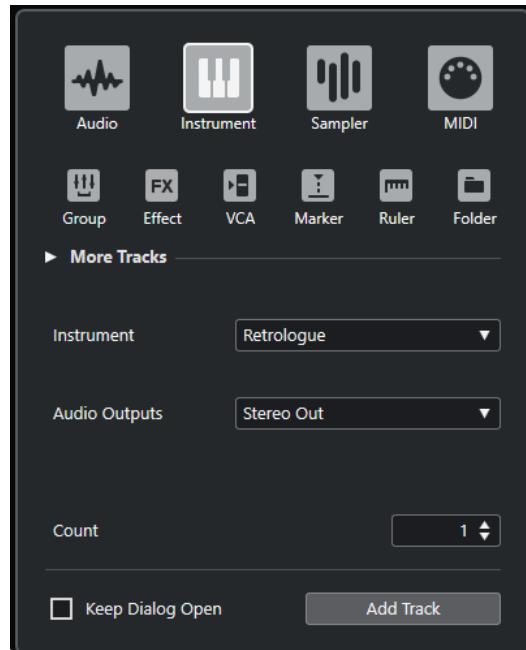 Audio Instrument Sampler MIDI
FX
Group Effect VCA Marker Ruler Folder
More Tracks
Instrument Retrologue
Audio Outputs Stereo Out
Count 1
Keep Dialog Open Add Track